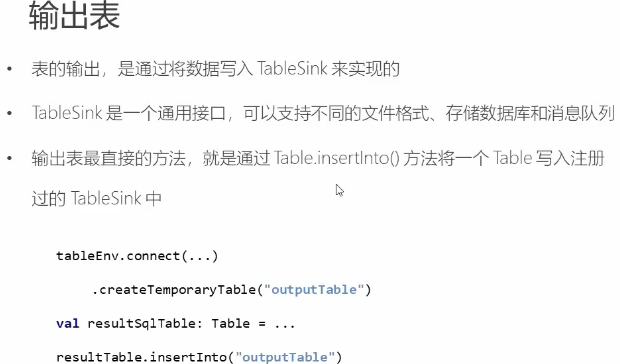 输出表
• 表的输出，是通过将数据写入 TableSink 来实现的
• TableSink 是一个通用接口，可以支持不同的文件格式、存储数据库和消息队列
• 输出表最直接的方法，就是通过 Table.insertInto() 方法将一个 Table 写入注册
过的 TableSink 中
tableEnv.connect(...)
.createTemporaryTable("outputTable")
val resultSqlTable: Table = ...
resultTable.insertInto("outputTable")